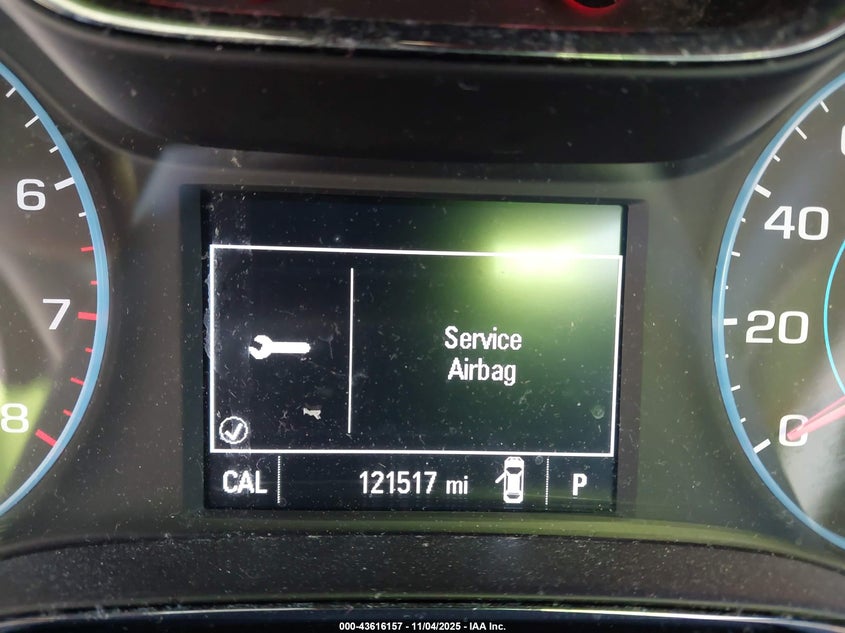 6
7
8
Service
Airbag
CAL
121517 mi
P
40
20
0
000-43616157 - 11/04/2025 - IAA Inc.